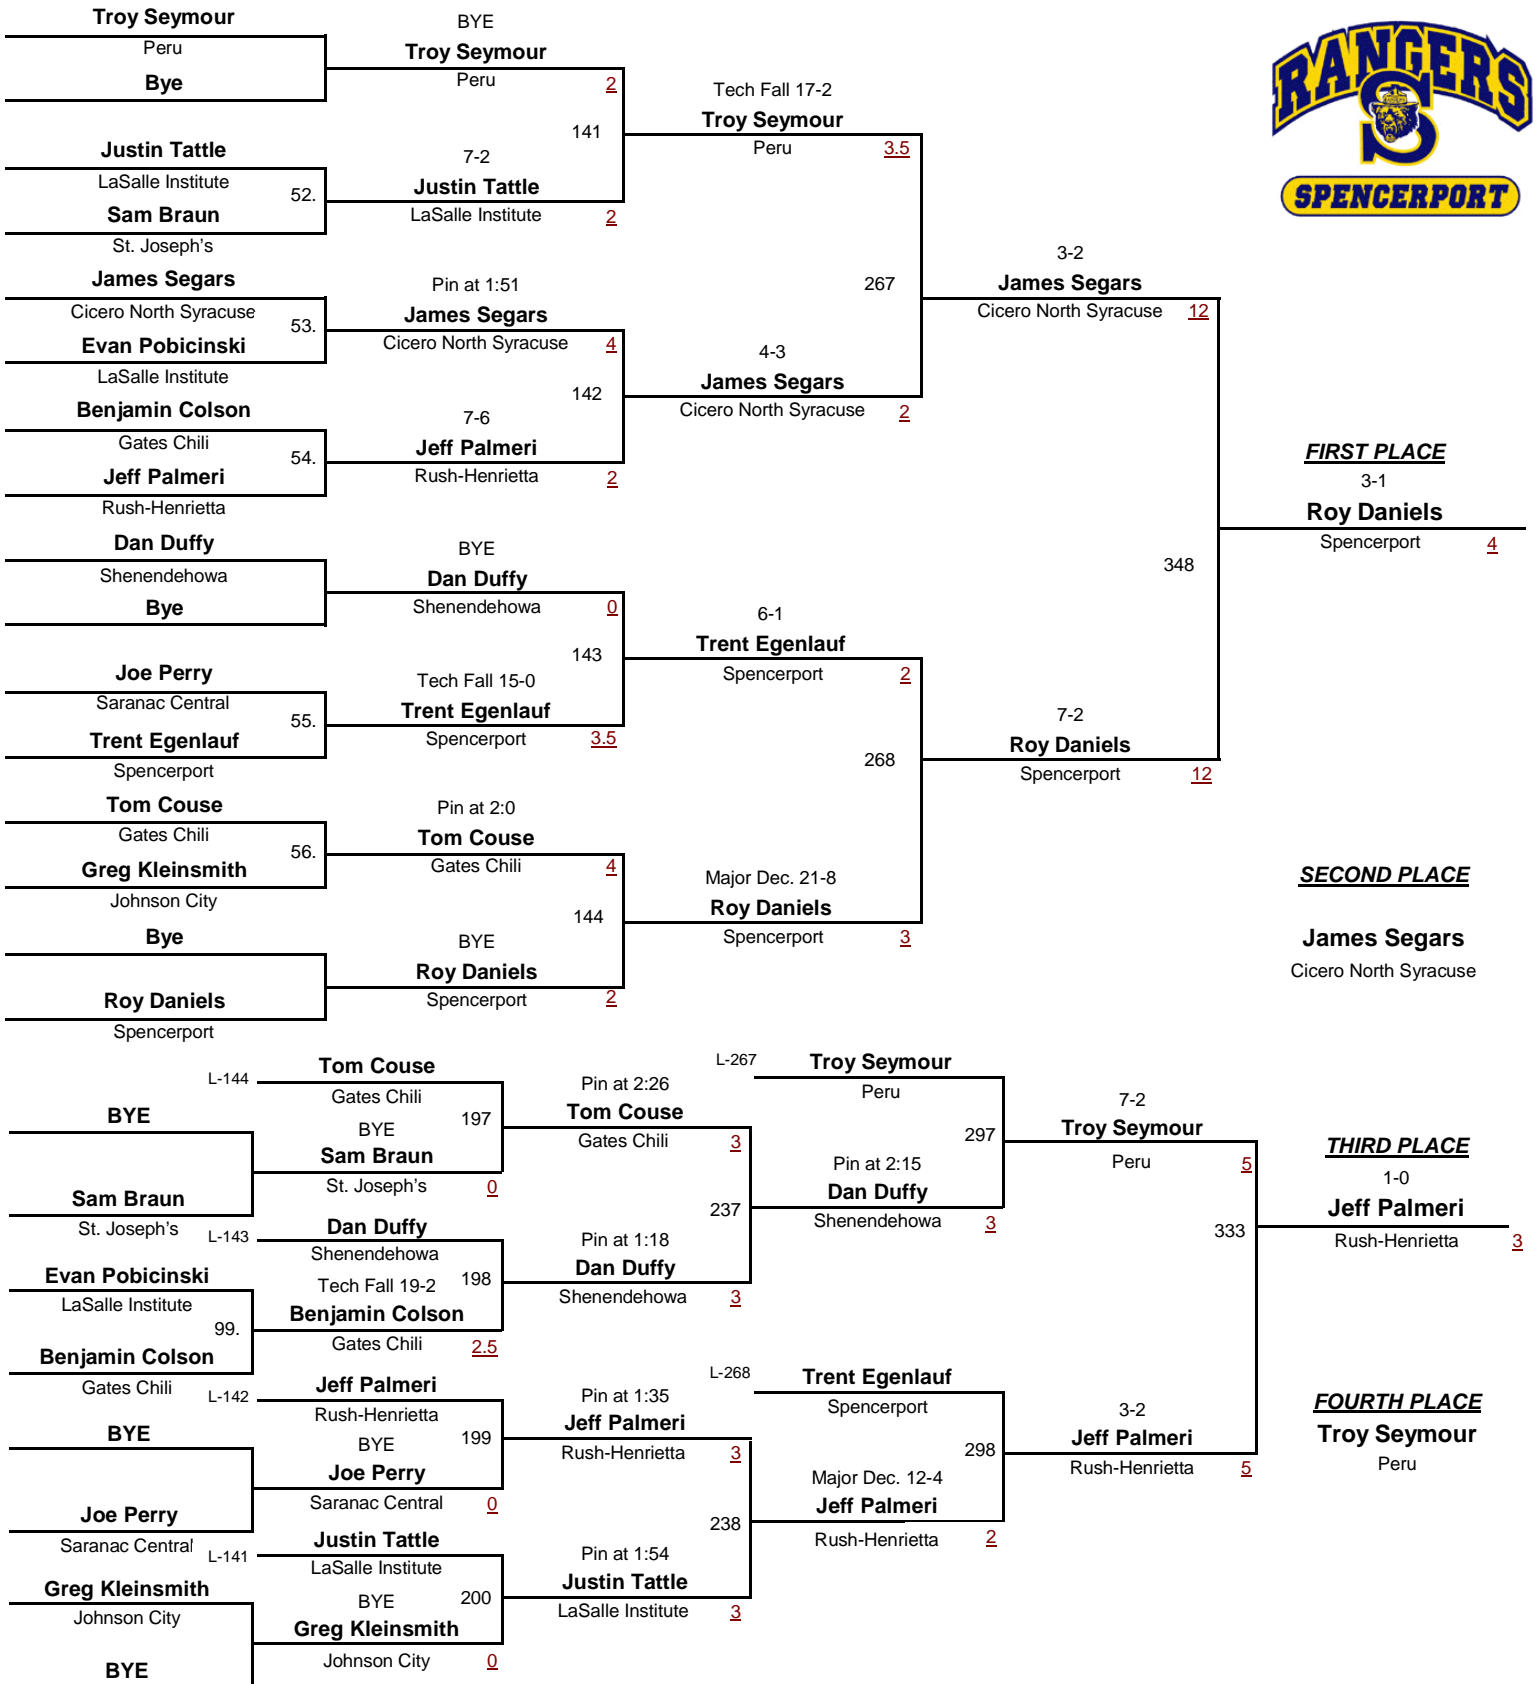 Troy Seymour
Peru
Bye
Justin Tattle
LaSalle Institute
52.
Sam Braun
St. Joseph's
James Segars
Cicero North Syracuse
53.
Evan Pobicinski
LaSalle Institute
Benjamin Colson
Gates Chili
54.
Jeff Palmeri
Rush-Henrietta
Dan Duffy
Shenendehowa
Bye
Joe Perry
Saranac Central
55.
Trent Egenlauf
Spencerport
Tom Couse
Gates Chili
56.
Greg Kleinsmith
Johnson City
Bye
Roy Daniels
Spencerport
BYE
Troy Seymour
Peru 2
141
7-2
Justin Tattle
LaSalle Institute 2
Pin at 1:51
James Segars
Cicero North Syracuse 4
142
7-6
Jeff Palmeri
Rush-Henrietta 2
BYE
Dan Duffy
Shenendehowa 0
143
Tech Fall 15-0
Trent Egenlauf
Spencerport 3.5
Pin at 2:0
Tom Couse
Gates Chili 4
144
BYE
Roy Daniels
Spencerport 2
Tech Fall 17-2
Troy Seymour
Peru 3.5
267
4-3
James Segars
Cicero North Syracuse 2
6-1
Trent Egenlauf
Spencerport 2
268
Major Dec. 21-8
Roy Daniels
Spencerport 3
3-2
James Segars
Cicero North Syracuse 12
348
7-2
Roy Daniels
Spencerport 12
RANGERS
S
SPENCERPORT
FIRST PLACE
3-1
Roy Daniels
Spencerport 4
SECOND PLACE
James Segars
Cicero North Syracuse
BYE
Sam Braun
St. Joseph's
Evan Pobicinski
LaSalle Institute
99.
Benjamin Colson
Gates Chili
BYE
Joe Perry
Saranac Central
Greg Kleinsmith
Johnson City
BYE
L-144
Tom Couse
Gates Chili
197
BYE
Sam Braun
St. Joseph's 0
L-143
Dan Duffy
Shenendehowa
198
Tech Fall 19-2
Benjamin Colson
Gates Chili 2.5
L-142
Jeff Palmeri
Rush-Henrietta
199
BYE
Joe Perry
Saranac Central 0
L-141
Justin Tattle
LaSalle Institute
200
BYE
Greg Kleinsmith
Johnson City 0
Pin at 2:26
Tom Couse
Gates Chili 3
237
Pin at 1:18
Dan Duffy
Shenendehowa 3
Pin at 1:35
Jeff Palmeri
Rush-Henrietta 3
238
Pin at 1:54
Justin Tattle
LaSalle Institute 3
L-267
Troy Seymour
Peru
297
Pin at 2:15
Dan Duffy
Shenendehowa 3
L-268
Trent Egenlauf
Spencerport
298
Major Dec. 12-4
Jeff Palmeri
Rush-Henrietta 2
7-2
Troy Seymour
Peru 5
333
3-2
Jeff Palmeri
Rush-Henrietta 5
THIRD PLACE
1-0
Jeff Palmeri
Rush-Henrietta 3
FOURTH PLACE
Troy Seymour
Peru